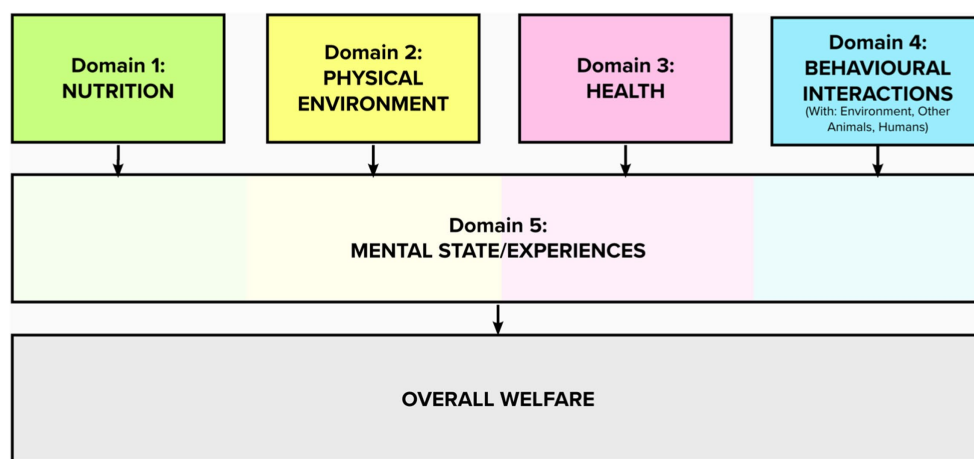 Domain 1:
NUTRITION
Domain 2:
PHYSICAL
ENVIRONMENT
Domain 3:
HEALTH
Domain 4:
BEHAVIOURAL
INTERACTIONS
(With: Environment, Other
Animals, Humans)
Domain 5:
MENTAL STATE/EXPERIENCES
OVERALL WELFARE